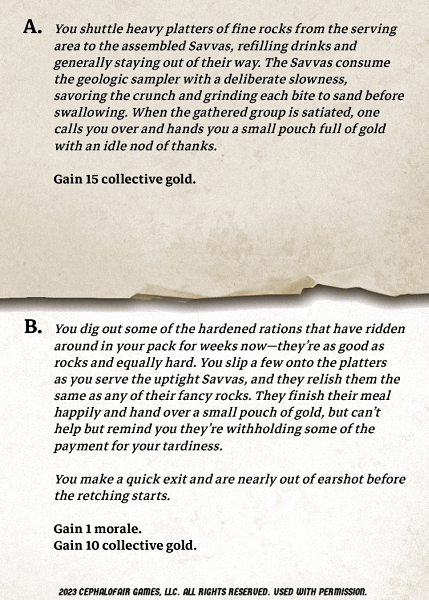 A. You shuttle heavy platters of fine rocks from the serving
area to the assembled Savvas, refilling drinks and
generally staying out of their way. The Savvas consume
the geologic sampler with a deliberate slowness,
savoring the crunch and grinding each bite to sand before
swallowing. When the gathered group is satiated, one
calls you over and hands you a small pouch full of gold
with an idle nod of thanks.
Gain 15 collective gold.
B. You dig out some of the hardened rations that have ridden
around in your pack for weeks now—they're as good as
rocks and equally hard. You slip a few onto the platters
as you serve the uptight Savvas, and they relish them the
same as any of their fancy rocks. They finish their meal
happily and hand over a small pouch of gold, but can't
help but remind you they're withholding some of the
payment for your tardiness.
You make a quick exit and are nearly out of earshot before
the retching starts.
Gain 1 morale.
Gain 10 collective gold.
2023 CEPHALOFAIR GAMES, LLC. ALL RIGHTS RESERVED. USED WITH PERMISSION.